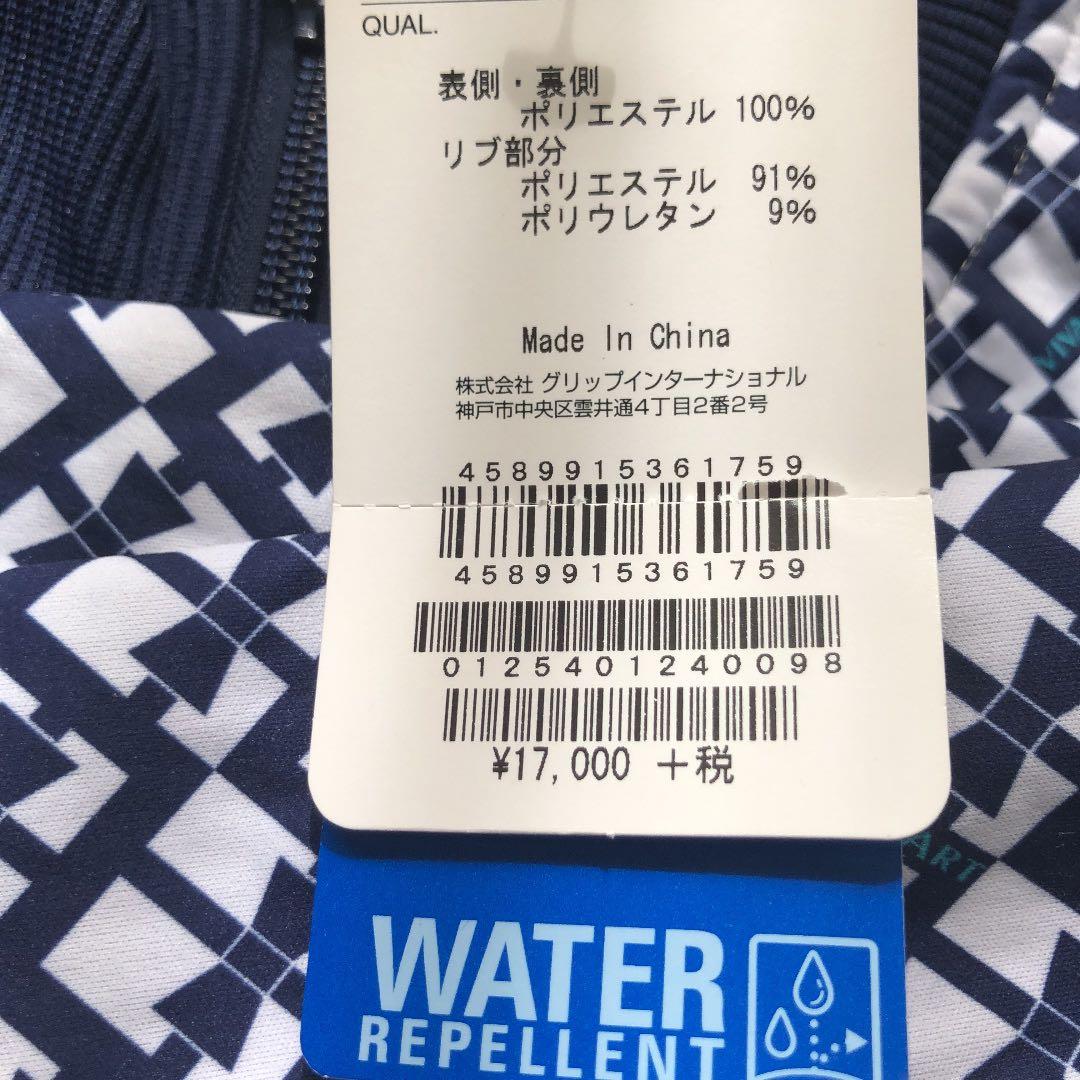 QUAL.
表側・裏側
ポリエステル 100%
リブ部分
ポリエステル 91%
ポリウレタン 9%
Made In China
株式会社 グリップインターナショナル
神戸市中央区雲井通4丁目2番2号
4589915361759
4589915361759
0125401240098
¥17,000 +税
WATER
REPELLENT
VIVA
ART